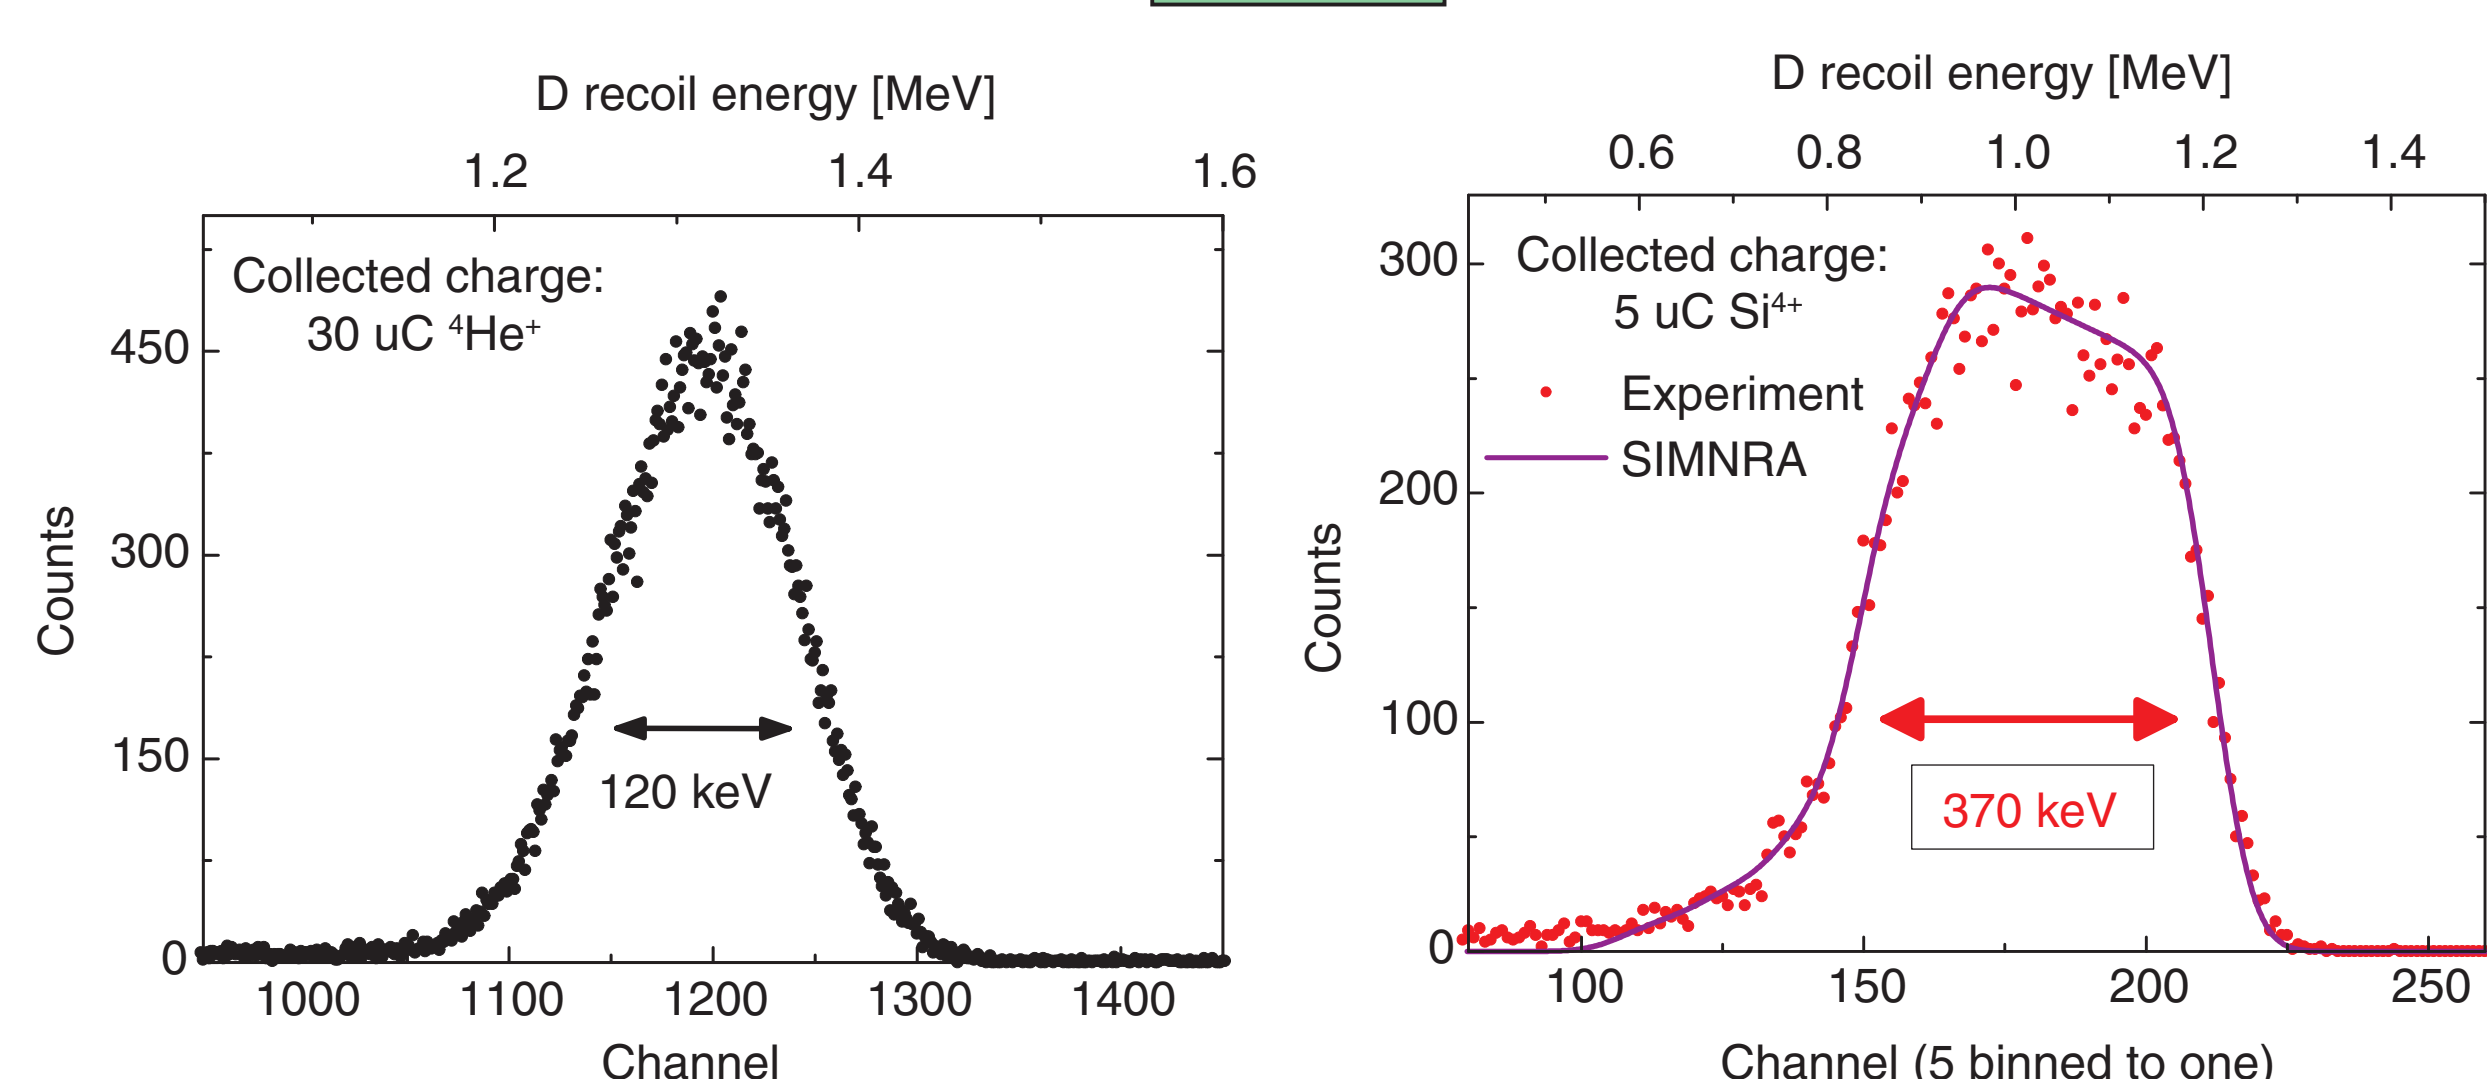 D recoil energy [MeV]
1.2 1.4 1.6
Collected charge:
30 uC ⁴He⁺
450
300
150
0
Counts
120 keV
1000 1100 1200 1300 1400
Channel
D recoil energy [MeV]
0.6 0.8 1.0 1.2 1.4
Collected charge:
5 uC Si⁴⁺
Experiment
SIMNRA
300
200
100
0
Counts
370 keV
100 150 200 250
Channel (5 binned to one)